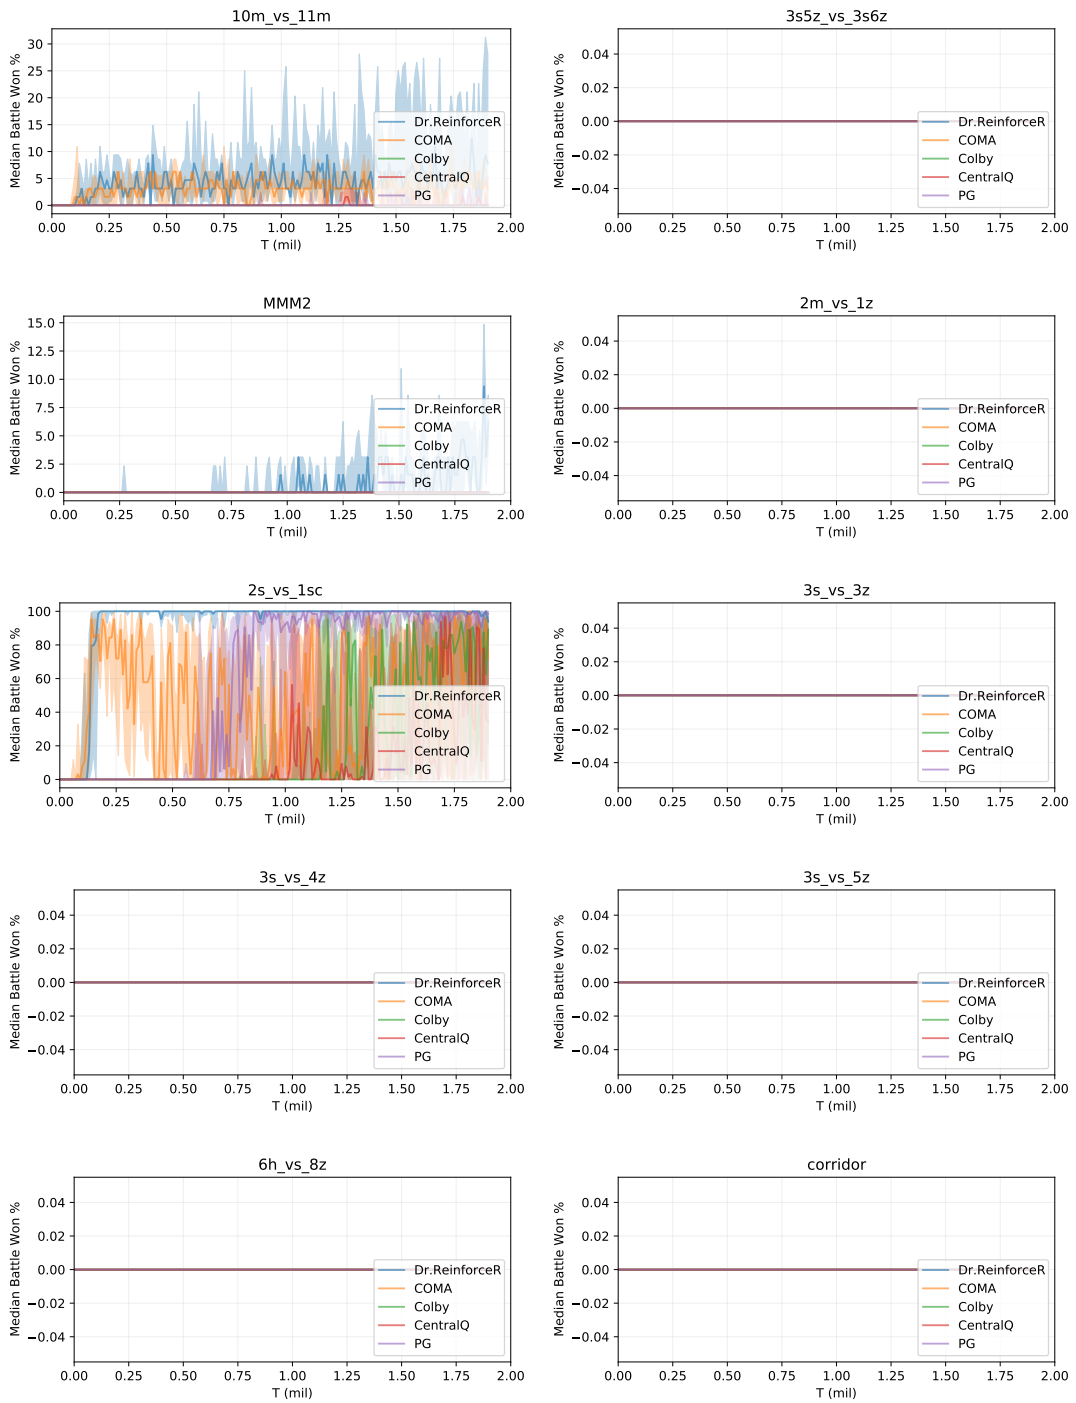 10m_vs_11m
Median Battle Won %
30
25
20
15
10
5
0
0.00 0.25 0.50 0.75 1.00 1.25 1.50 1.75 2.00
T (mil)
Dr.ReinforceR
COMA
Colby
CentralQ
PG
3s5z_vs_3s6z
Median Battle Won %
0.04
0.02
0.00
−0.02
−0.04
0.00 0.25 0.50 0.75 1.00 1.25 1.50 1.75 2.00
T (mil)
Dr.ReinforceR
COMA
Colby
CentralQ
PG
MMM2
Median Battle Won %
15.0
12.5
10.0
7.5
5.0
2.5
0.0
0.00 0.25 0.50 0.75 1.00 1.25 1.50 1.75 2.00
T (mil)
Dr.ReinforceR
COMA
Colby
CentralQ
PG
2m_vs_1z
Median Battle Won %
0.04
0.02
0.00
−0.02
−0.04
0.00 0.25 0.50 0.75 1.00 1.25 1.50 1.75 2.00
T (mil)
Dr.ReinforceR
COMA
Colby
CentralQ
PG
2s_vs_1sc
Median Battle Won %
100
80
60
40
20
0
0.00 0.25 0.50 0.75 1.00 1.25 1.50 1.75 2.00
T (mil)
Dr.ReinforceR
COMA
Colby
CentralQ
PG
3s_vs_3z
Median Battle Won %
0.04
0.02
0.00
−0.02
−0.04
0.00 0.25 0.50 0.75 1.00 1.25 1.50 1.75 2.00
T (mil)
Dr.ReinforceR
COMA
Colby
CentralQ
PG
3s_vs_4z
Median Battle Won %
0.04
0.02
0.00
−0.02
−0.04
0.00 0.25 0.50 0.75 1.00 1.25 1.50 1.75 2.00
T (mil)
Dr.ReinforceR
COMA
Colby
CentralQ
PG
3s_vs_5z
Median Battle Won %
0.04
0.02
0.00
−0.02
−0.04
0.00 0.25 0.50 0.75 1.00 1.25 1.50 1.75 2.00
T (mil)
Dr.ReinforceR
COMA
Colby
CentralQ
PG
6h_vs_8z
Median Battle Won %
0.04
0.02
0.00
−0.02
−0.04
0.00 0.25 0.50 0.75 1.00 1.25 1.50 1.75 2.00
T (mil)
Dr.ReinforceR
COMA
Colby
CentralQ
PG
corridor
Median Battle Won %
0.04
0.02
0.00
−0.02
−0.04
0.00 0.25 0.50 0.75 1.00 1.25 1.50 1.75 2.00
T (mil)
Dr.ReinforceR
COMA
Colby
CentralQ
PG